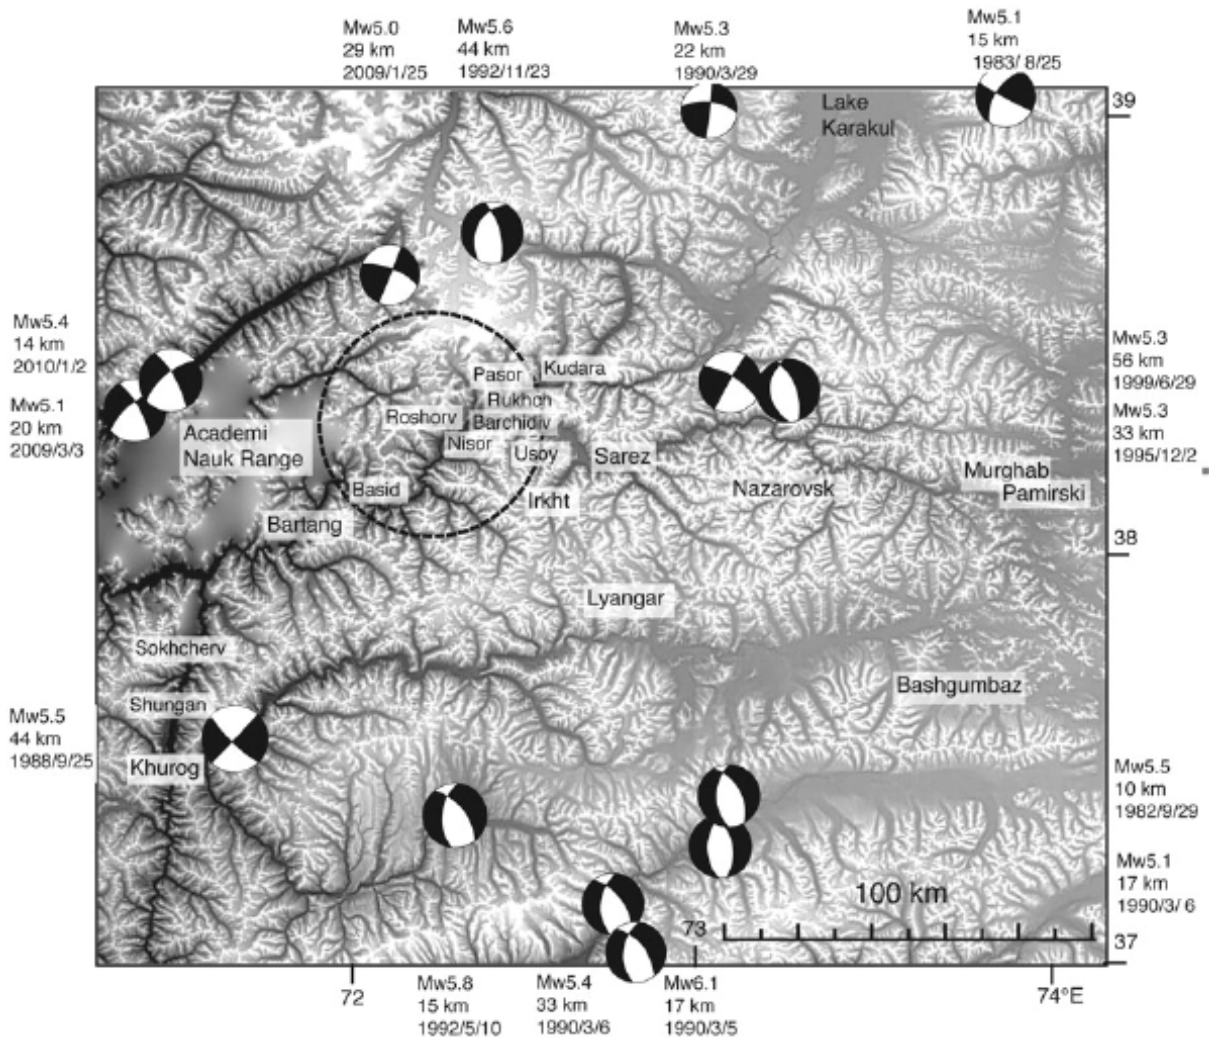 Mw5.0
29 km
2009/1/25
Mw5.6
44 km
1992/11/23
Mw5.3
22 km
1990/3/29
Mw5.1
15 km
1983/ 8/25
39
Lake
Karakul
Mw5.4
14 km
2010/1/2
Mw5.1
20 km
2009/3/3
Mw5.3
56 km
1999/6/29
Mw5.3
33 km
1995/12/2
Pasor
Kudara
Rukhch
Roshorv
Barchidiv
Nisor
Usoy
Sarez
Academi
Nauk Range
Murghab
Pamirski
Nazarovsk
Basid
Irkht
Bartang
38
Lyangar
Sokhcherv
Bashgumbaz
Shungan
Mw5.5
44 km
1988/9/25
Khurog
Mw5.5
10 km
1982/9/29
Mw5.1
17 km
1990/3/ 6
100 km
73
37
72
74°E
Mw5.8
15 km
1992/5/10
Mw5.4
33 km
1990/3/6
Mw6.1
17 km
1990/3/5